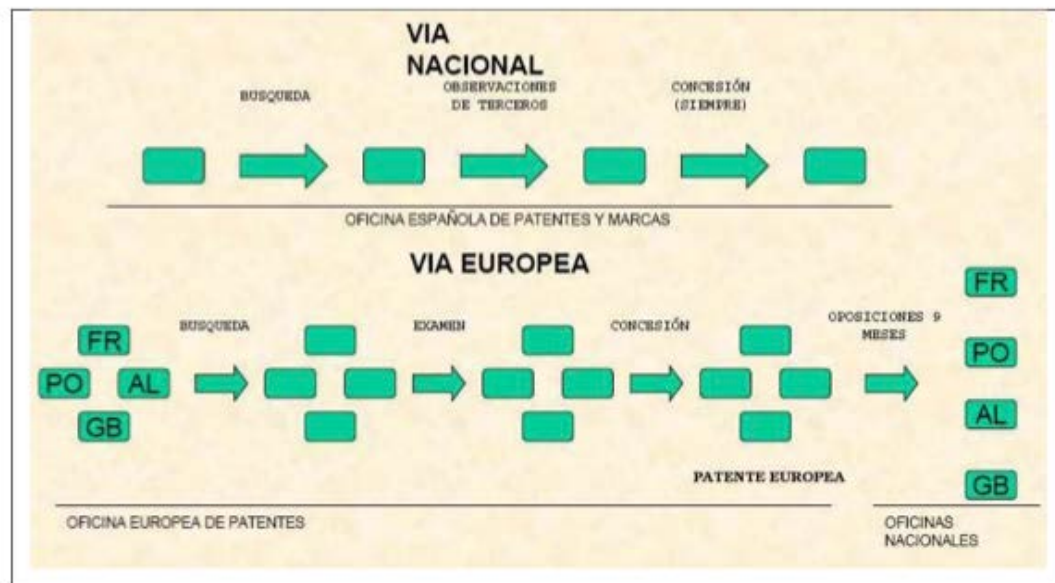 VIA
NACIONAL
BUSQUEDA
OBSERVACIONES
DE TERCEROS
CONCESIÓN
(SIEMPRE)
OFICINA ESPAÑOLA DE PATENTES Y MARCAS
VIA EUROPEA
FR
PO AL
GB
BUSQUEDA
EXAMEN
CONCESIÓN
OPOSICIONES 9
MESES
FR
PO
AL
GB
PATENTE EUROPEA
OFICINA EUROPEA DE PATENTES
OFICINAS
NACIONALES